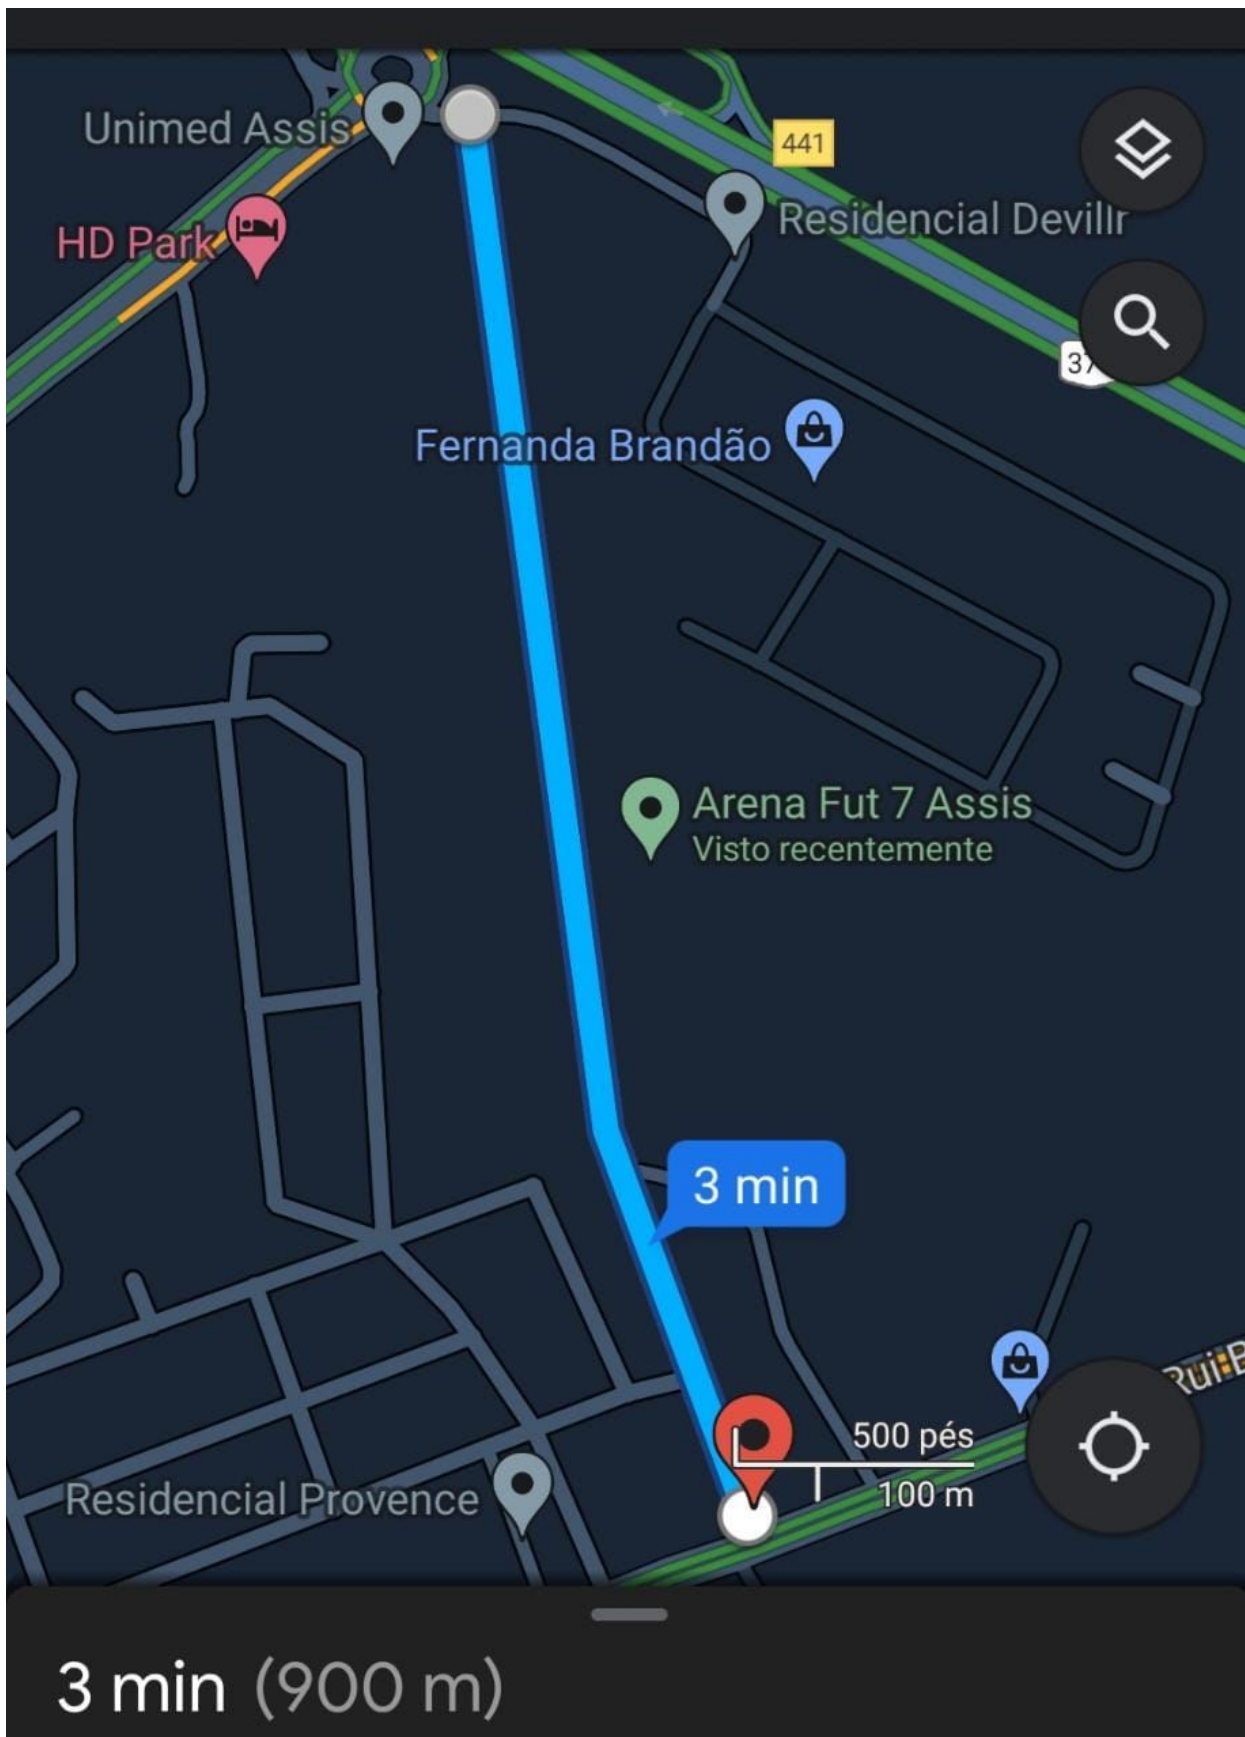 Unimed Assis
441
Residencial Devillr
HD Park
37
Fernanda Brandão
Arena Fut 7 Assis
Visto recentemente
3 min
Rui B
500 pés
100 m
Residencial Provence
3 min (900 m)